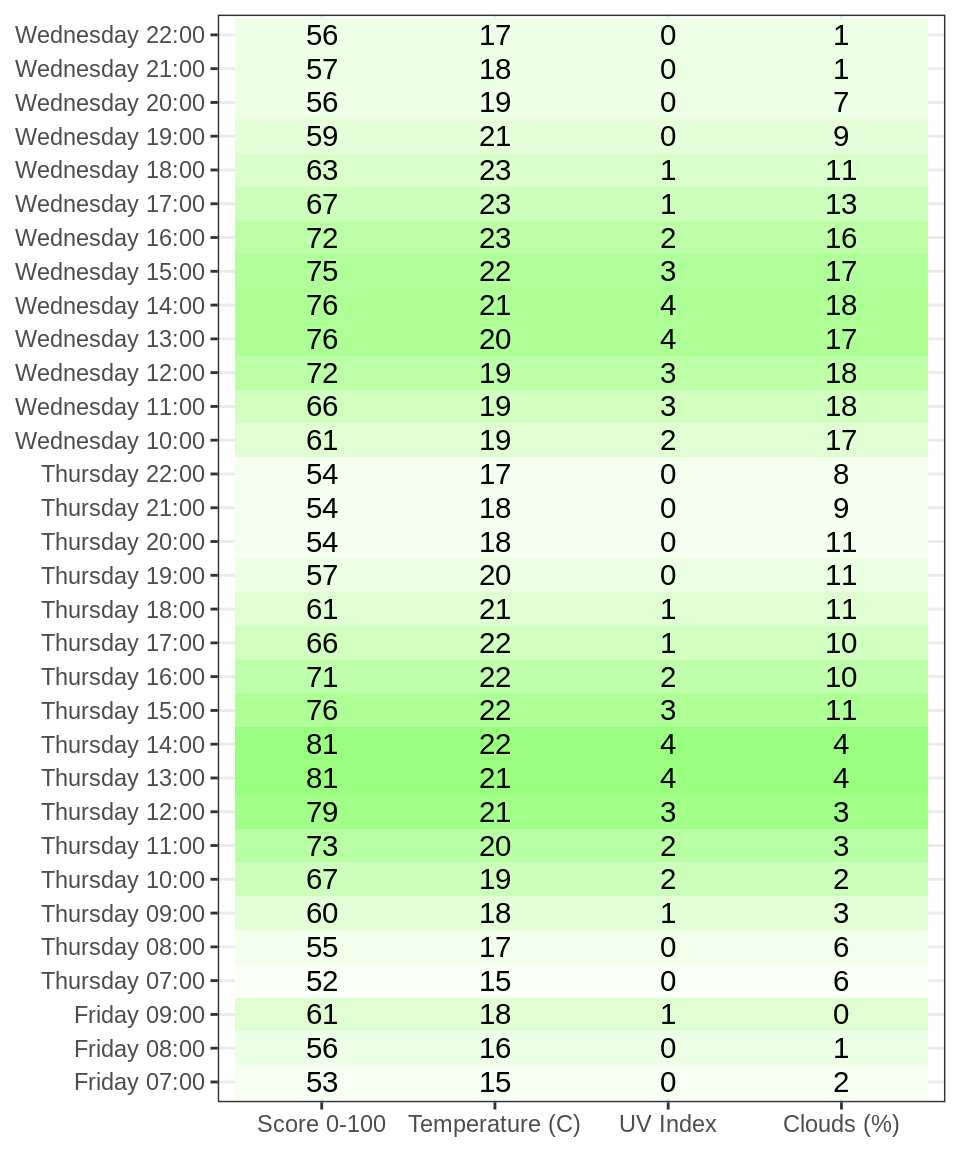 Wednesday 22:00 56 17 0 1
Wednesday 21:00 57 18 0 1
Wednesday 20:00 56 19 0 7
Wednesday 19:00 59 21 0 9
Wednesday 18:00 63 23 1 11
Wednesday 17:00 67 23 1 13
Wednesday 16:00 72 23 2 16
Wednesday 15:00 75 22 3 17
Wednesday 14:00 76 21 4 18
Wednesday 13:00 76 20 4 17
Wednesday 12:00 72 19 3 18
Wednesday 11:00 66 19 3 18
Wednesday 10:00 61 19 2 17
Thursday 22:00 54 17 0 8
Thursday 21:00 54 18 0 9
Thursday 20:00 54 18 0 11
Thursday 19:00 57 20 0 11
Thursday 18:00 61 21 1 11
Thursday 17:00 66 22 1 10
Thursday 16:00 71 22 2 10
Thursday 15:00 76 22 3 11
Thursday 14:00 81 22 4 4
Thursday 13:00 81 21 4 4
Thursday 12:00 79 21 3 3
Thursday 11:00 73 20 2 3
Thursday 10:00 67 19 2 2
Thursday 09:00 60 18 1 3
Thursday 08:00 55 17 0 6
Thursday 07:00 52 15 0 6
Friday 09:00 61 18 1 0
Friday 08:00 56 16 0 1
Friday 07:00 53 15 0 2
Score 0-100 Temperature (C) UV Index Clouds (%)